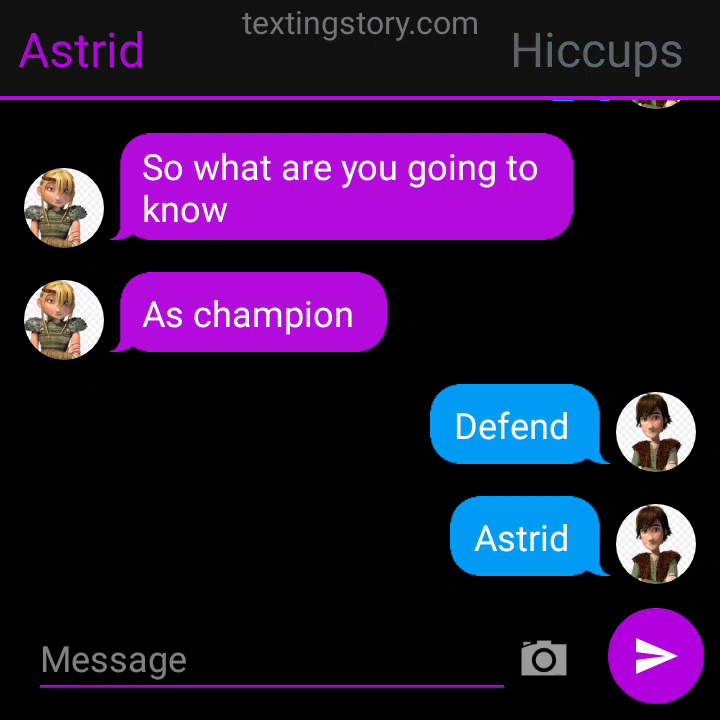 textingstory.com
Astrid
Hiccups
So what are you going to
know
As champion
Defend
Astrid
Message